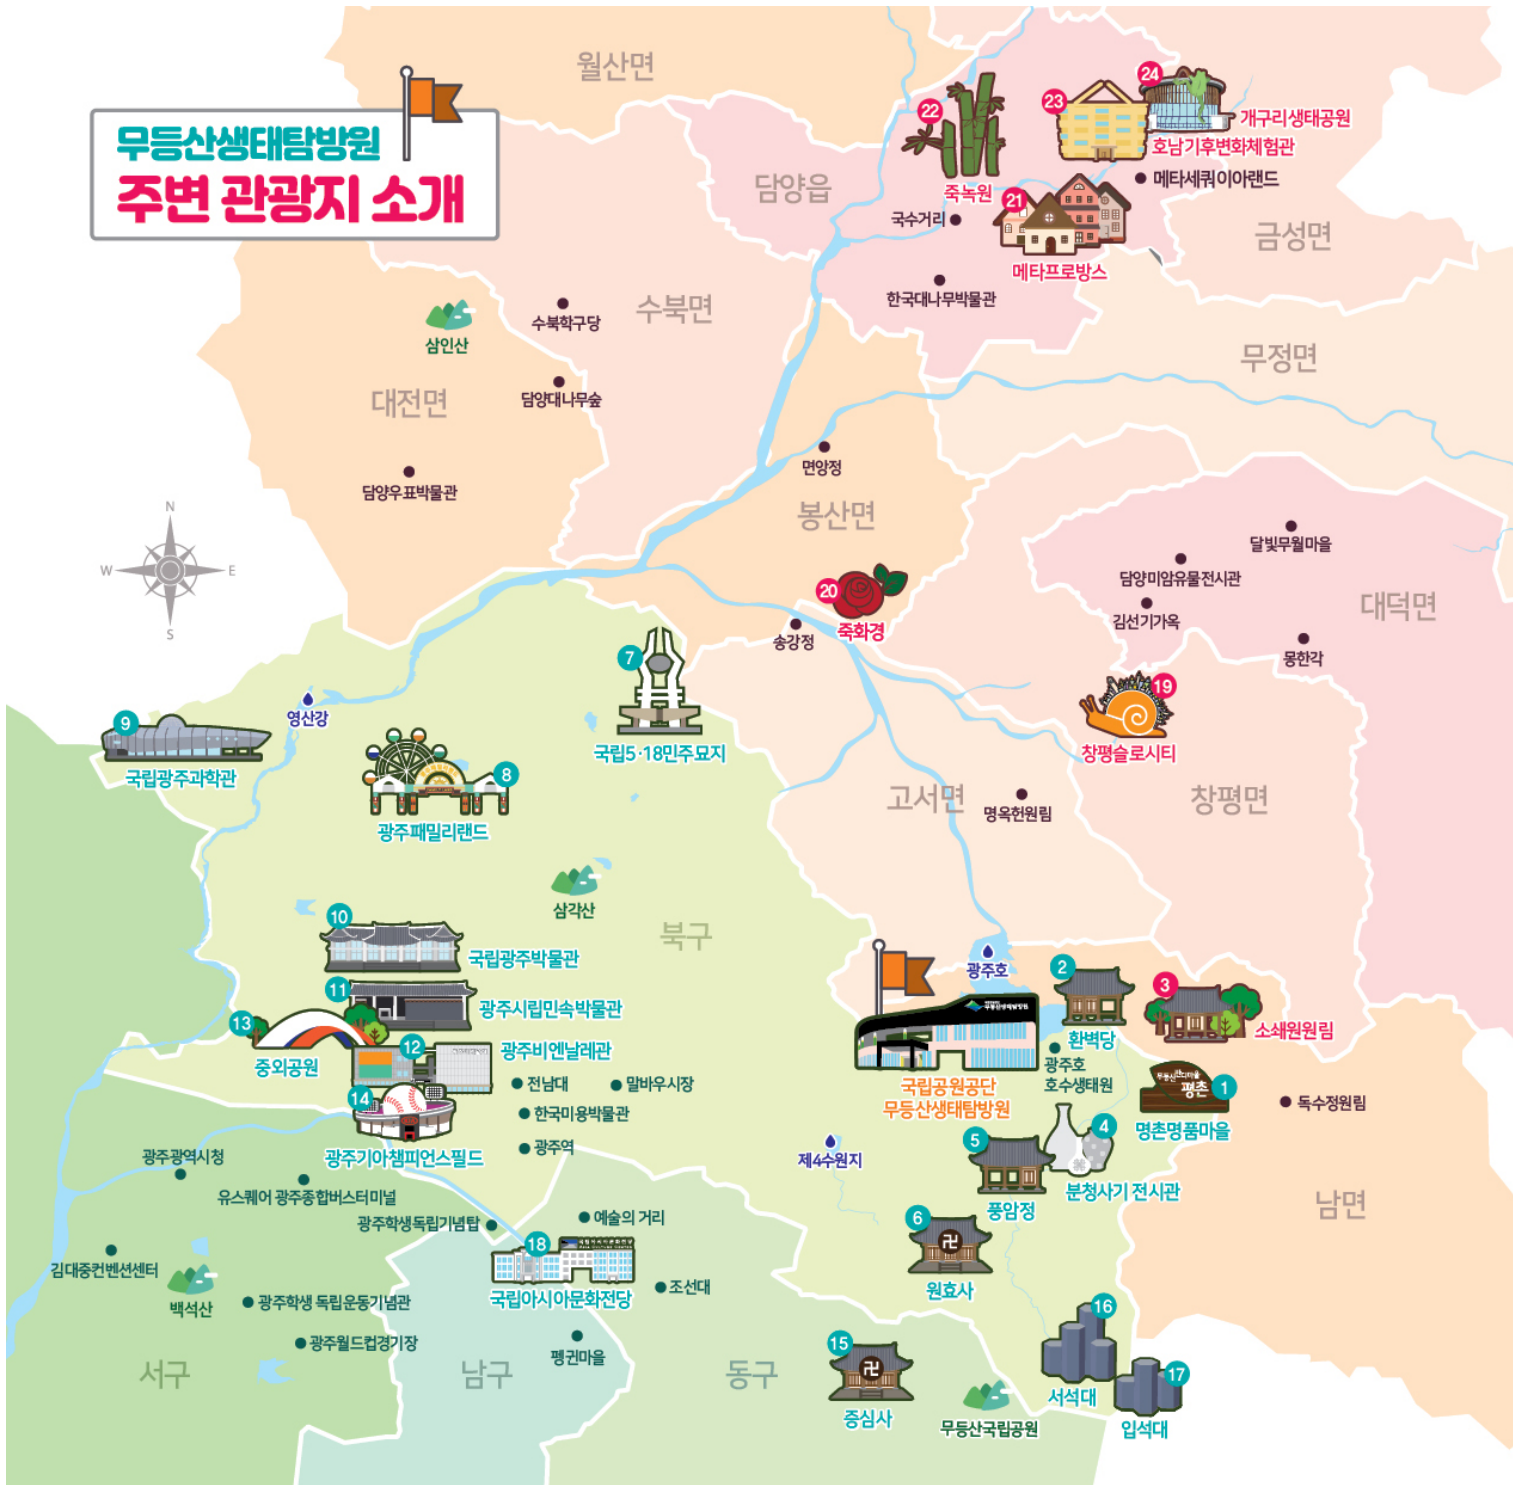 무등산생태탐방원
주변 관광지 소개
월산면
담양읍
수북면
대전면
금성면
무정면
봉산면
대덕면
고서면
창평면
북구
남면
서구
남구
동구
N
W
E
S
22
죽녹원
23
호남기후변화체험관
24
개구리생태공원
메타세쿼이아랜드
국수거리
21
메타프로방스
한국대나무박물관
수북학구당
삼인산
담양대나무숲
담양우표박물관
면앙정
20
죽화경
송강정
달빛무월마을
담양미암유물전시관
김선기가옥
몽한각
19
창평슬로시티
명옥헌원림
7
국립5·18민주묘지
영산강
9
국립광주과학관
8
광주패밀리랜드
삼각산
10
국립광주박물관
11
광주시립민속박물관
13
중외공원
12
광주비엔날레관
14
광주기아챔피언스필드
전남대
말바우시장
한국미용박물관
광주역
광주호
무등산생태탐방원
국립공원공단
무등산생태탐방원
2
환벽당
3
소쇄원원림
광주호
호수생태원
무등산반디마을
평촌
1
명촌명품마을
독수정원림
4
분청사기 전시관
5
풍암정
제4수원지
6
원효사
광주광역시청
유스퀘어 광주종합버스터미널
광주학생독립기념탑
예술의 거리
김대중컨벤션센터
백석산
18
국립아시아문화전당
조선대
광주학생 독립운동기념관
광주월드컵경기장
펭귄마을
15
증심사
무등산국립공원
16
서석대
17
입석대